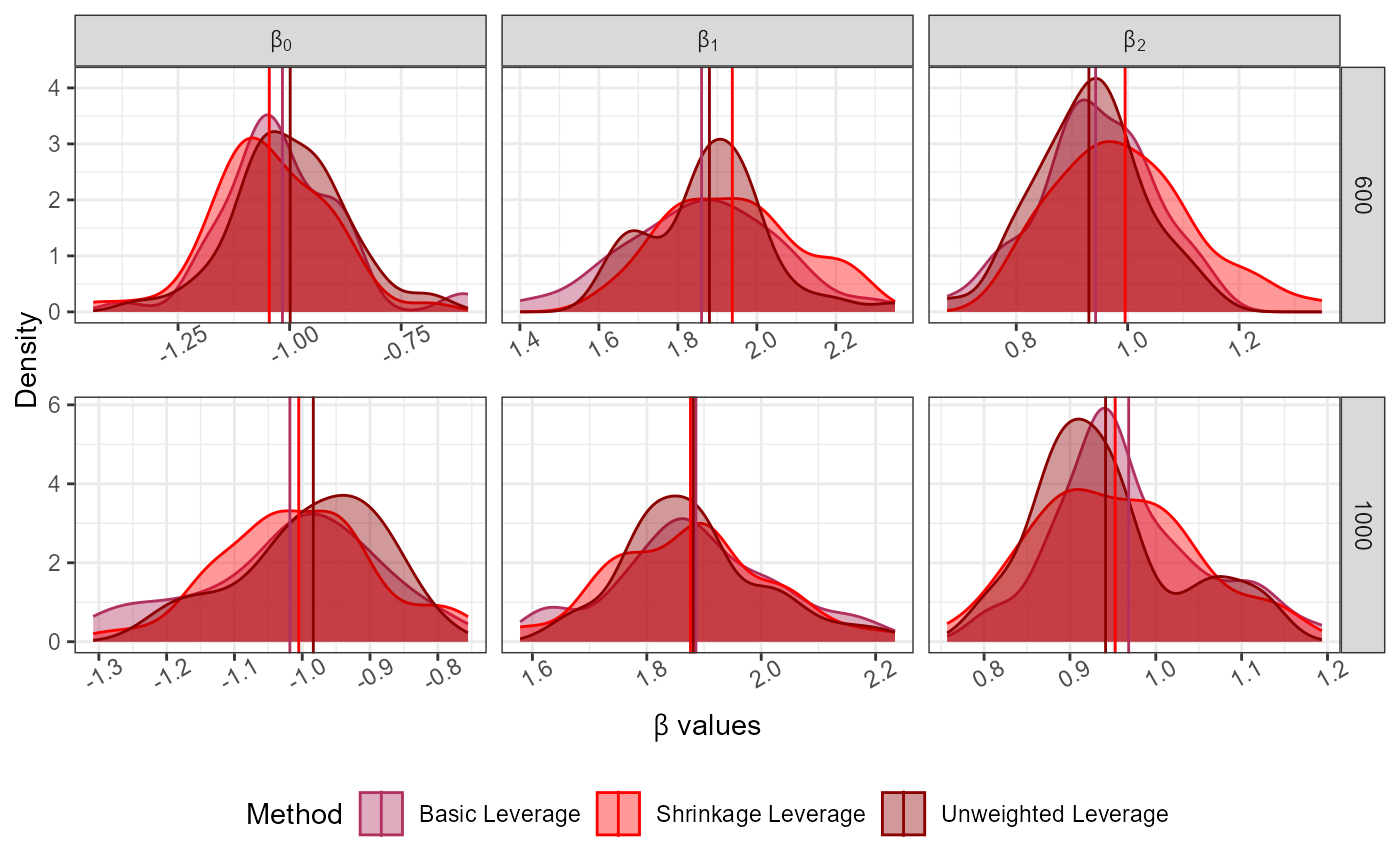 β₀ β₁ β₂
4
3
2
1
0
600
-1.25 -1.00 -0.75 1.4 1.6 1.8 2.0 2.2 0.8 1.0 1.2
Density
6
4
2
0
1000
-1.3 -1.2 -1.1 -1.0 -0.9 -0.8 1.6 1.8 2.0 2.2 0.8 0.9 1.0 1.1 1.2
β values
Method Basic Leverage Shrinkage Leverage Unweighted Leverage